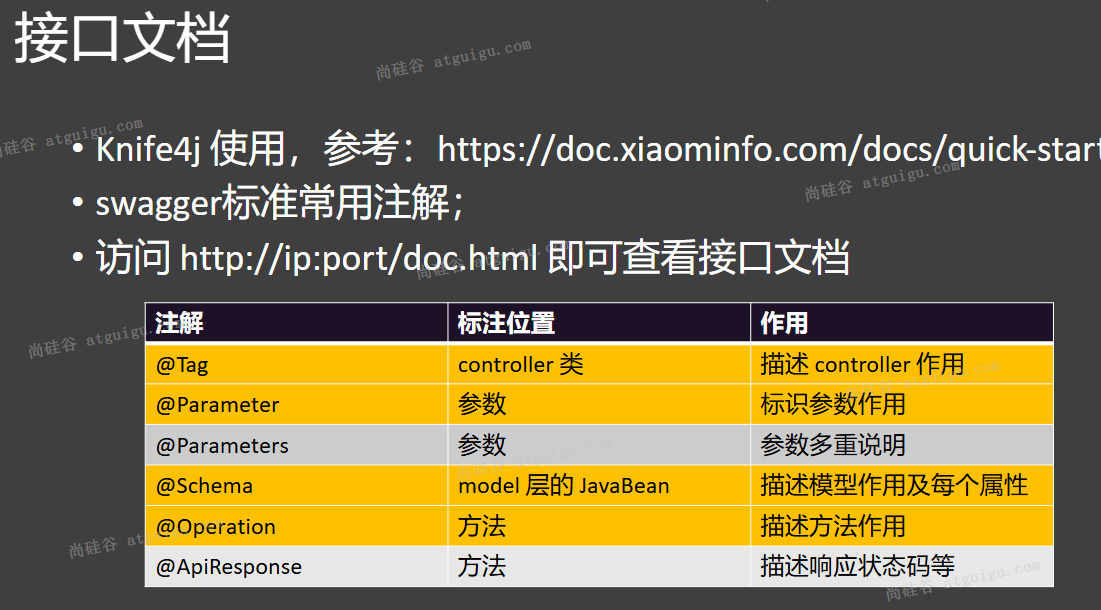 接口文档
• Knife4j 使用，参考：https://doc.xiaominfo.com/docs/quick-start
• swagger标准常用注解；
• 访问 http://ip:port/doc.html 即可查看接口文档
注解 标注位置 作用
@Tag controller 类 描述 controller 作用
@Parameter 参数 标识参数作用
@Parameters 参数 参数多重说明
@Schema model 层的 JavaBean 描述模型作用及每个属性
@Operation 方法 描述方法作用
@ApiResponse 方法 描述响应状态码等
尚硅谷 atguigu.com